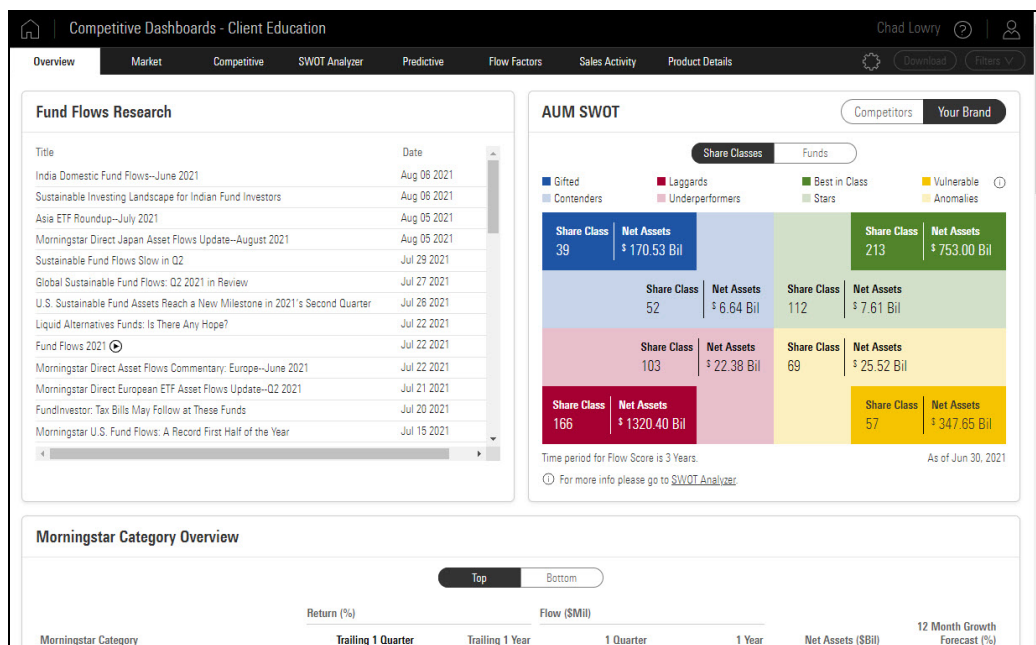 Competitive Dashboards - Client Education
Chad Lowry
Overview Market Competitive SWOT Analyzer Predictive Flow Factors Sales Activity Product Details
Download Filters
Fund Flows Research
Title Date
India Domestic Fund Flows--June 2021 Aug 06 2021
Sustainable Investing Landscape for Indian Fund Investors Aug 06 2021
Asia ETF Roundup--July 2021 Aug 05 2021
Morningstar Direct Japan Asset Flows Update--August 2021 Aug 05 2021
Sustainable Fund Flows Slow in Q2 Jul 29 2021
Global Sustainable Fund Flows: Q2 2021 in Review Jul 27 2021
U.S. Sustainable Fund Assets Reach a New Milestone in 2021's Second Quarter Jul 26 2021
Liquid Alternatives Funds: Is There Any Hope? Jul 22 2021
Fund Flows 2021 Jul 22 2021
Morningstar Direct Asset Flows Commentary: Europe--June 2021 Jul 22 2021
Morningstar Direct European ETF Asset Flows Update--Q2 2021 Jul 21 2021
FundInvestor: Tax Bills May Follow at These Funds Jul 20 2021
Morningstar U.S. Fund Flows: A Record First Half of the Year Jul 15 2021
AUM SWOT
Competitors Your Brand
Share Classes Funds
Gifted Laggards Best in Class Vulnerable
Contenders Underperformers Stars Anomalies
Share Class Net Assets Share Class Net Assets
39 $ 170.53 Bil 213 $ 753.00 Bil
Share Class Net Assets Share Class Net Assets
52 $ 6.64 Bil 112 $ 7.61 Bil
Share Class Net Assets Share Class Net Assets
103 $ 22.38 Bil 69 $ 25.52 Bil
Share Class Net Assets Share Class Net Assets
166 $ 1320.40 Bil 57 $ 347.65 Bil
Time period for Flow Score is 3 Years. As of Jun 30, 2021
For more info please go to SWOT Analyzer.
Morningstar Category Overview
Top Bottom
Return (%) Flow ($Mil)
Morningstar Category Trailing 1 Quarter Trailing 1 Year 1 Quarter 1 Year Net Assets ($Bil) 12 Month Growth
Forecast (%)